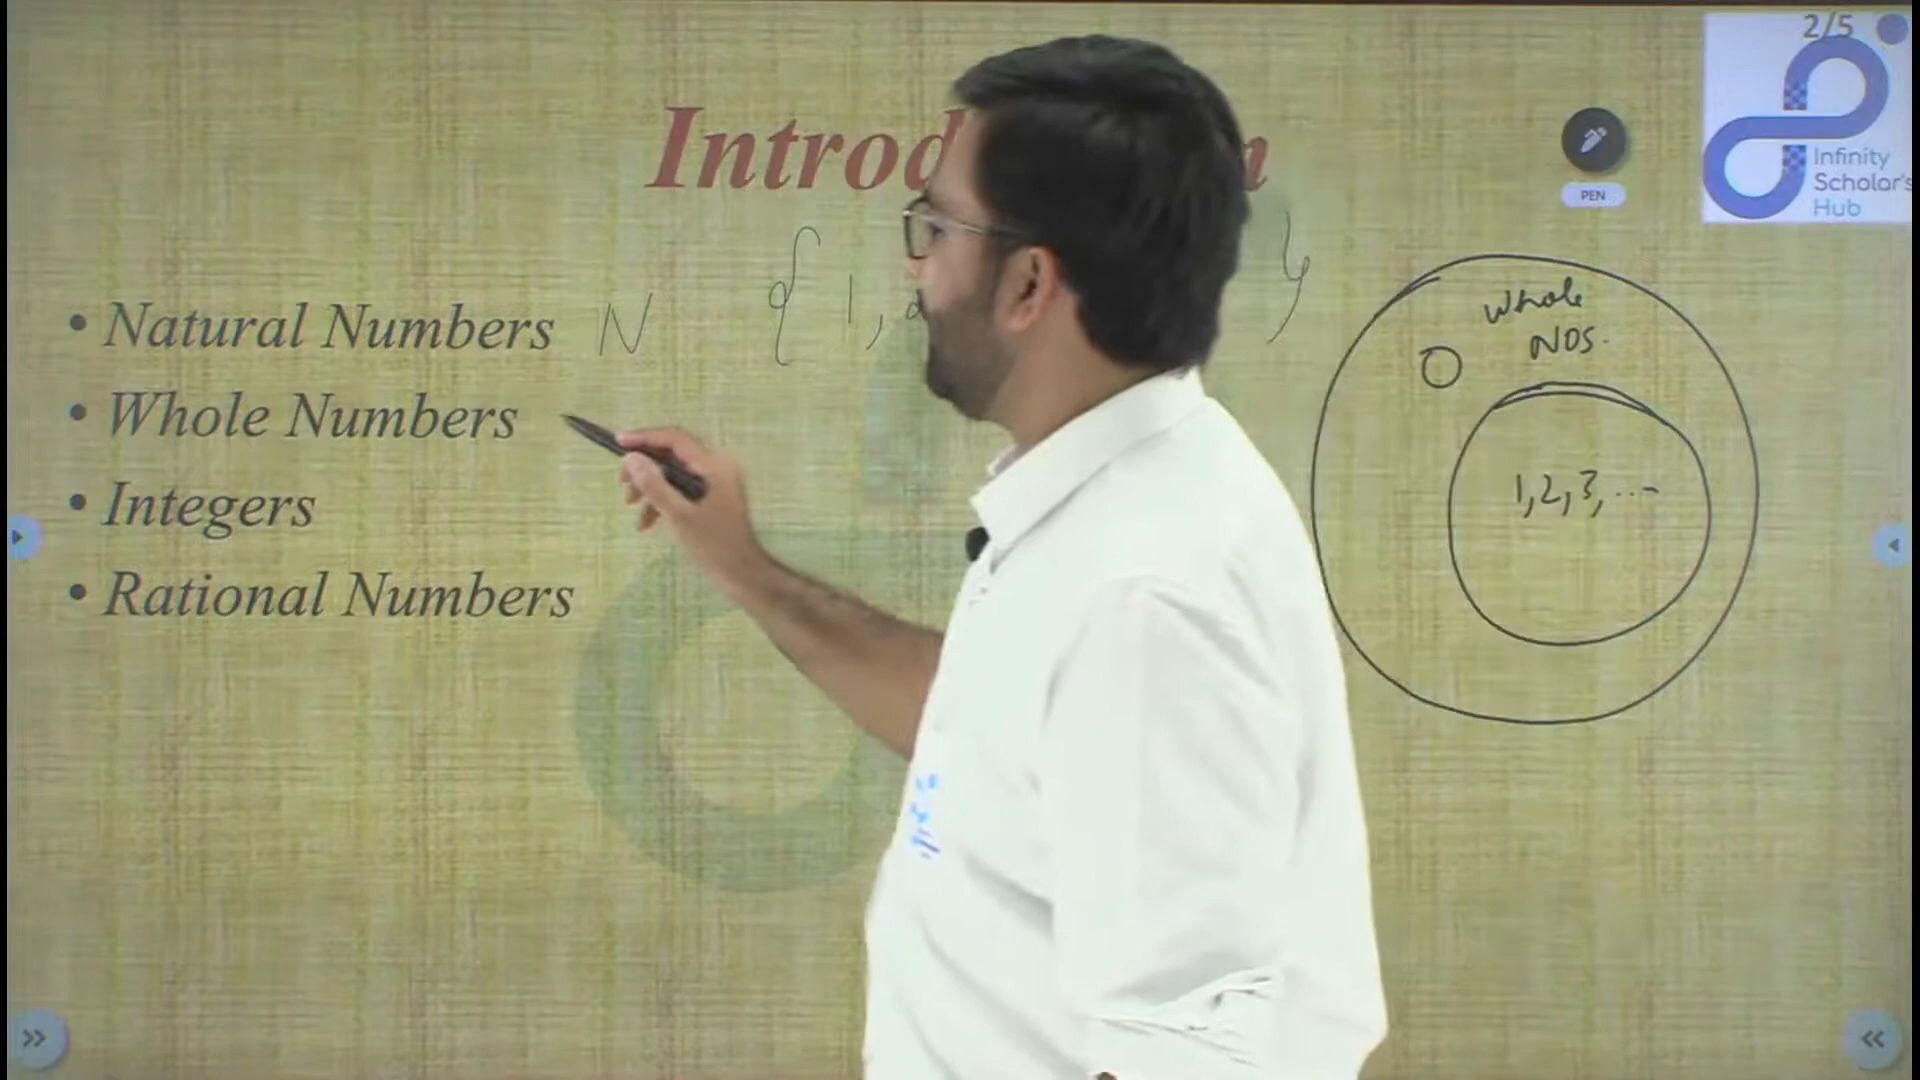 2/5
Infinity
Scholar's
Hub
PEN
• Natural Numbers N { 1, }
• Whole Numbers
• Integers
• Rational Numbers
Whole
NOS.
0
1,2,3,...